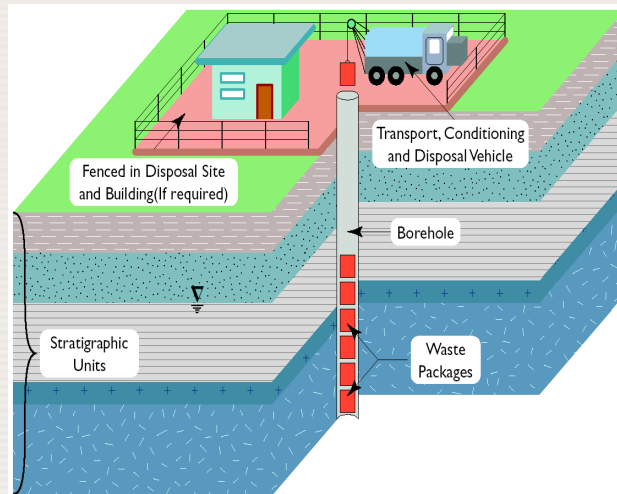 Transport, Conditioning
and Disposal Vehicle
Fenced in Disposal Site
and Building(If required)
Borehole
Stratigraphic
Units
Waste
Packages